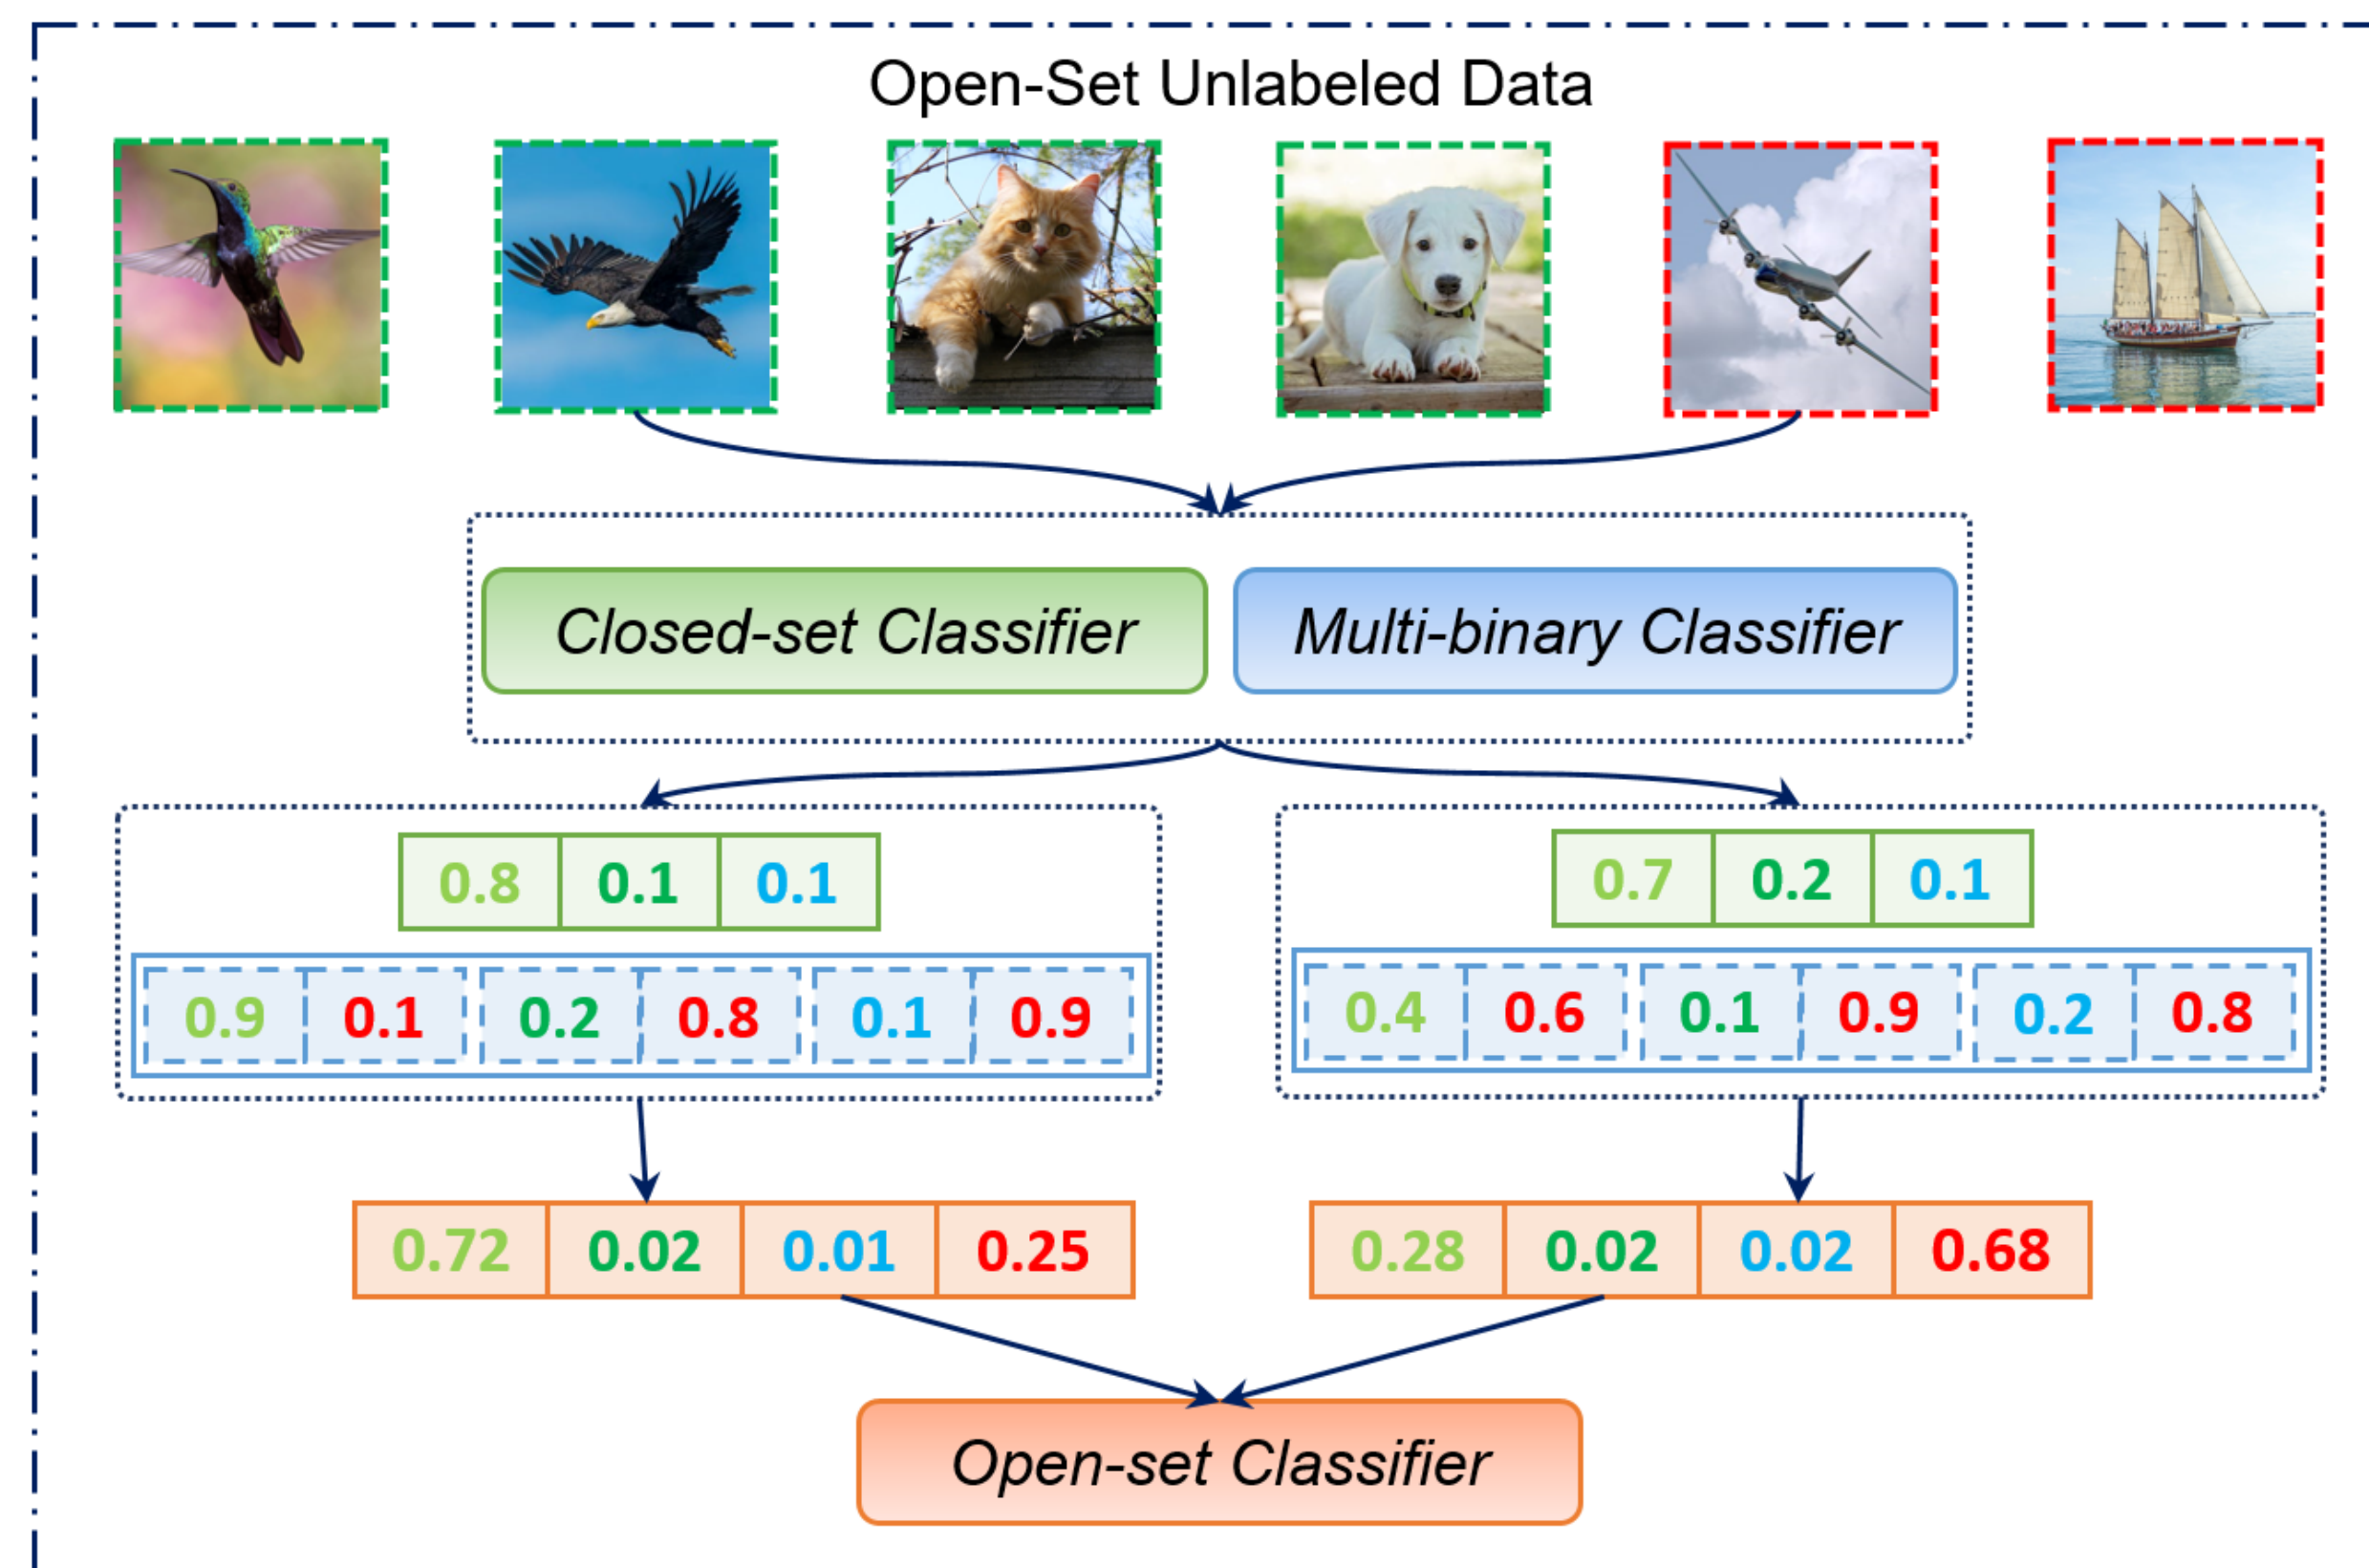 Open-Set Unlabeled Data
Closed-set Classifier Multi-binary Classifier
0.8 0.1 0.1
0.7 0.2 0.1
0.9 0.1 0.2 0.8 0.1 0.9
0.4 0.6 0.1 0.9 0.2 0.8
0.72 0.02 0.01 0.25
0.28 0.02 0.02 0.68
Open-set Classifier